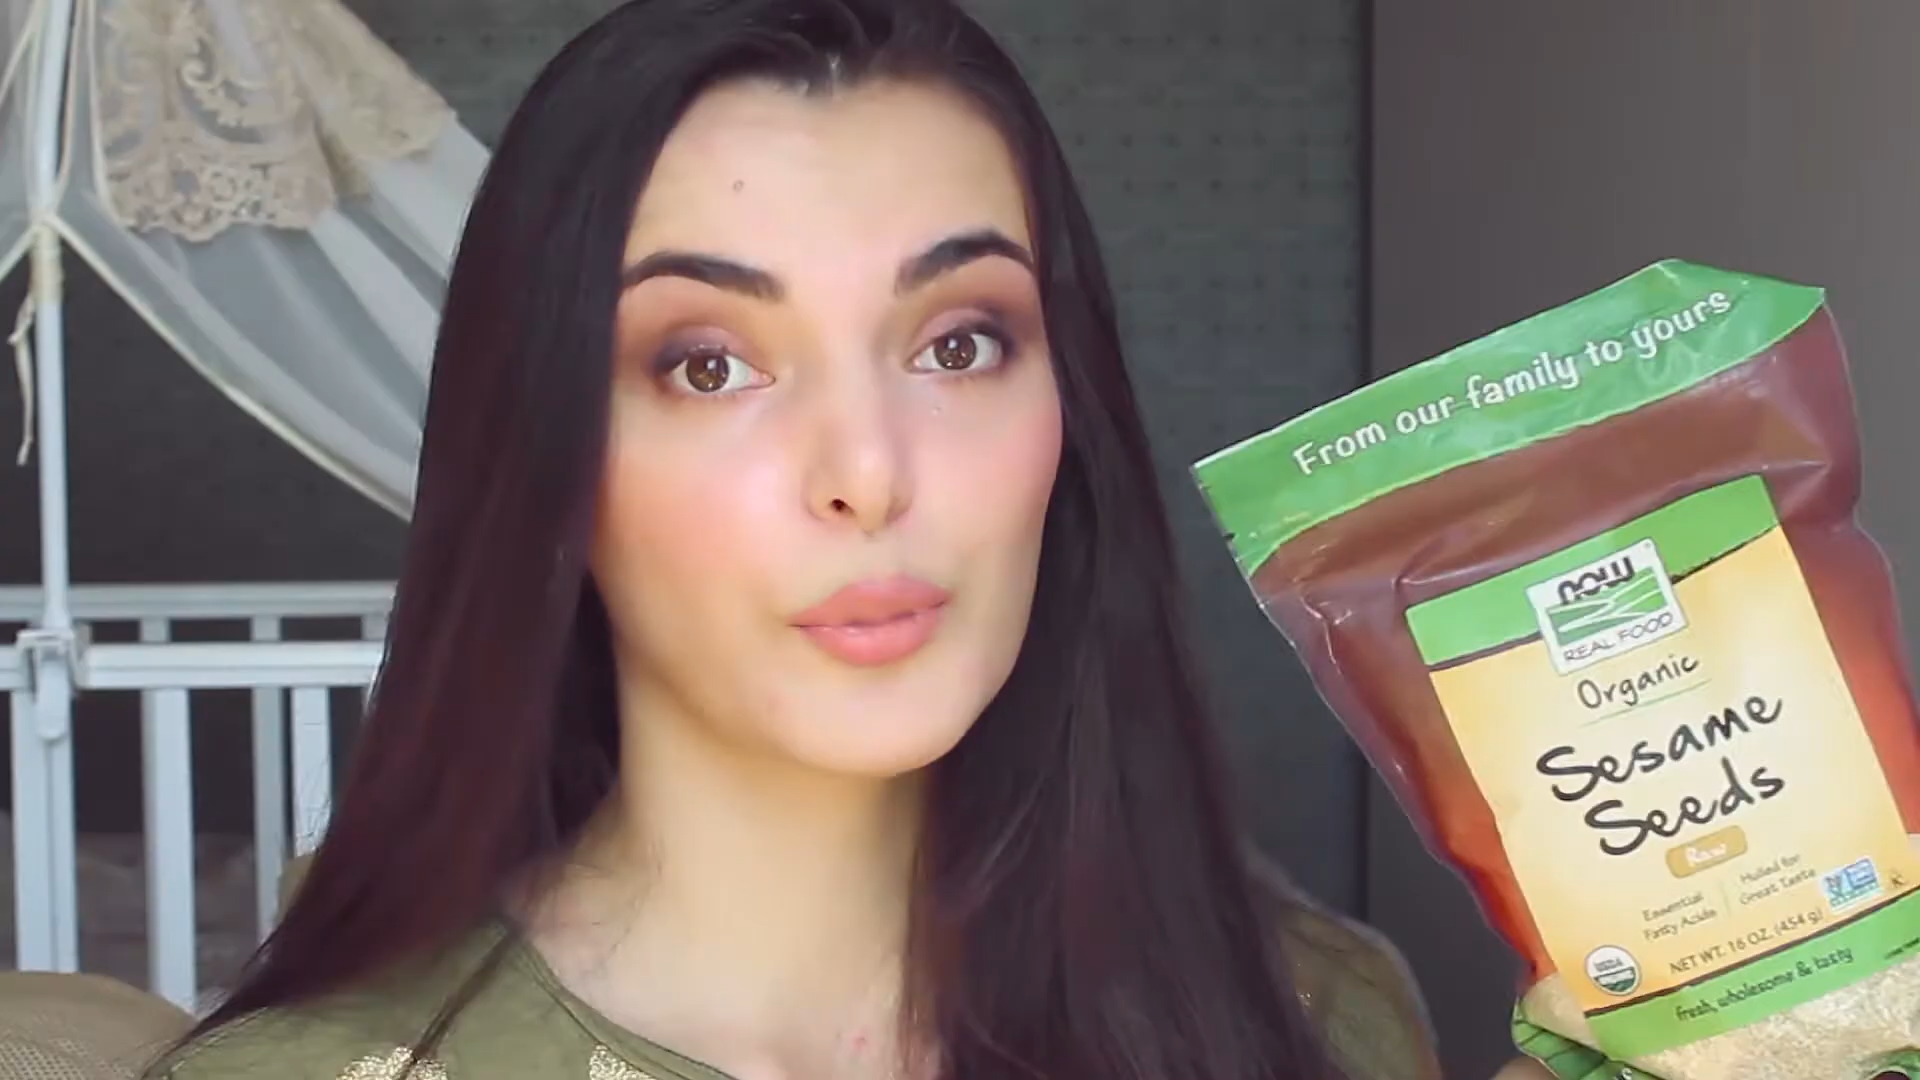 From our family to yours
now
REAL FOOD
Organic
Sesame
Seeds
Raw
Essential
Fatty Acids
Hulled for
Great Taste
NET WT. 16 OZ. (454 g)
USDA
fresh, wholesome & tasty